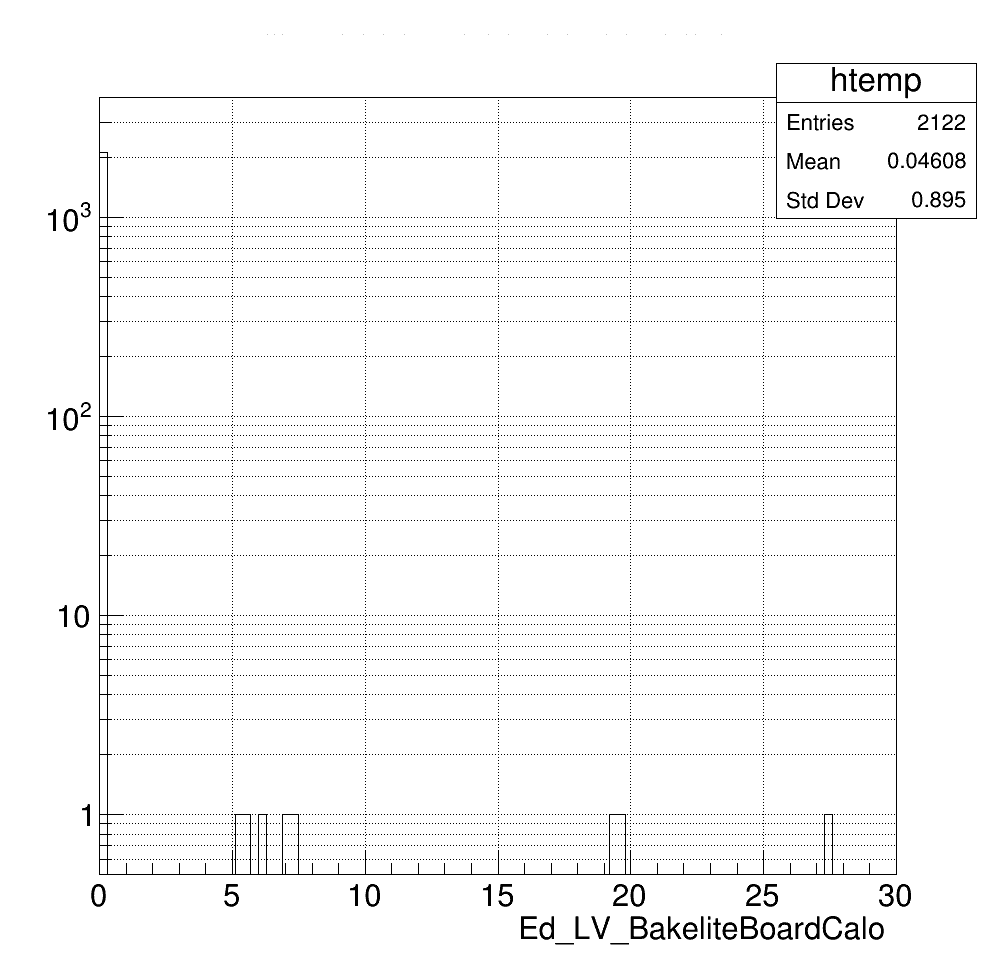 htemp
Entries 2122
Mean 0.04608
Std Dev 0.895
10³
10²
10
1
0 5 10 15 20 25 30
Ed_LV_BakeliteBoardCalo